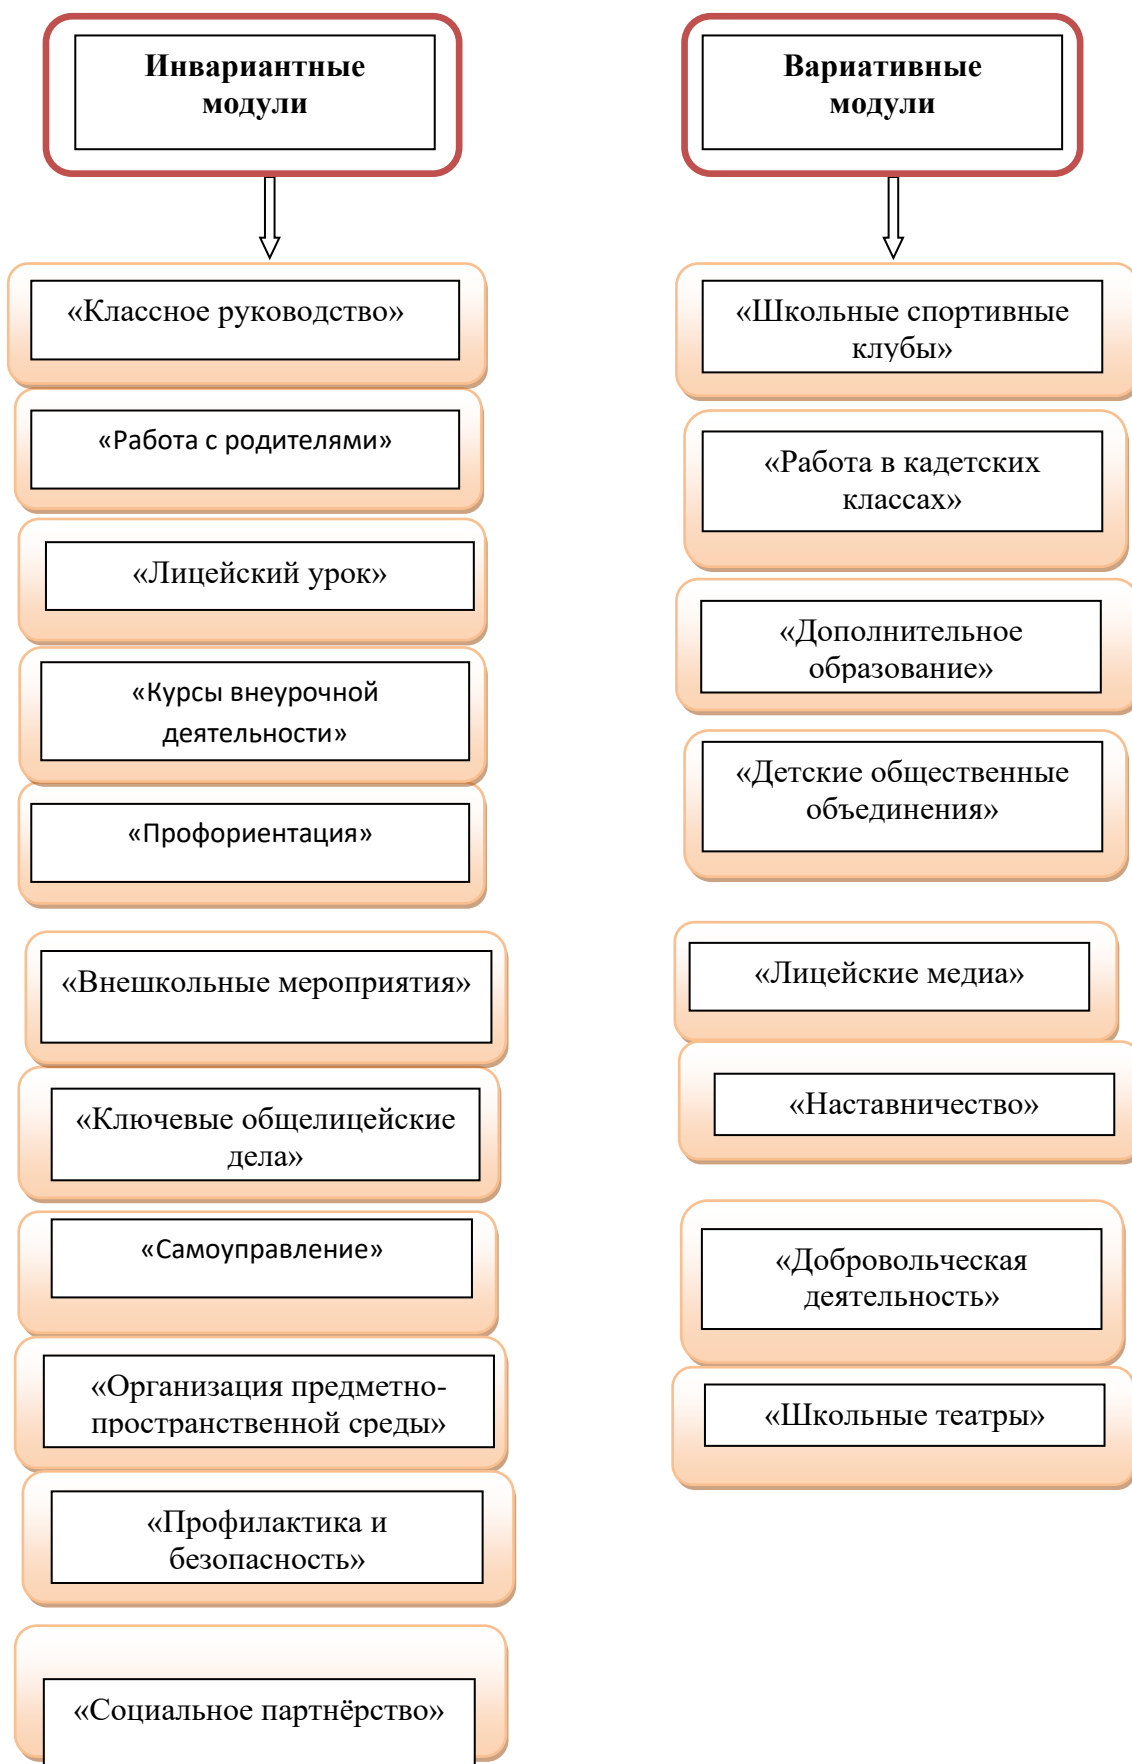 Инвариантные
модули
«Классное руководство»
«Работа с родителями»
«Лицейский урок»
«Курсы внеурочной
деятельности»
«Профориентация»
«Внешкольные мероприятия»
«Ключевые общелицейские
дела»
«Самоуправление»
«Организация предметно-
пространственной среды»
«Профилактика и
безопасность»
«Социальное партнёрство»
Вариативные
модули
«Школьные спортивные
клубы»
«Работа в кадетских
классах»
«Дополнительное
образование»
«Детские общественные
объединения»
«Лицейские медиа»
«Наставничество»
«Добровольческая
деятельность»
«Школьные театры»